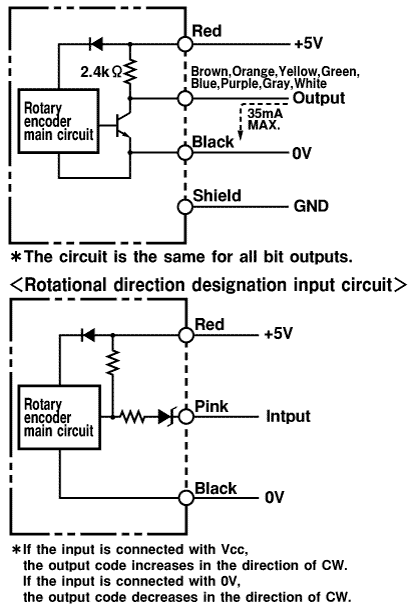 Red
+5V
2.4kΩ
Brown,Orange,Yellow,Green,
Blue,Purple,Gray,White
Output
Rotary
encoder
main circuit
35mA
MAX.
Black
0V
Shield
GND
*The circuit is the same for all bit outputs.
<Rotational direction designation input circuit>
Red
+5V
Rotary
encoder
main circuit
Pink
Intput
Black
0V
*If the input is connected with Vcc,
the output code increases in the direction of CW.
If the input is connected with 0V,
the output code decreases in the direction of CW.